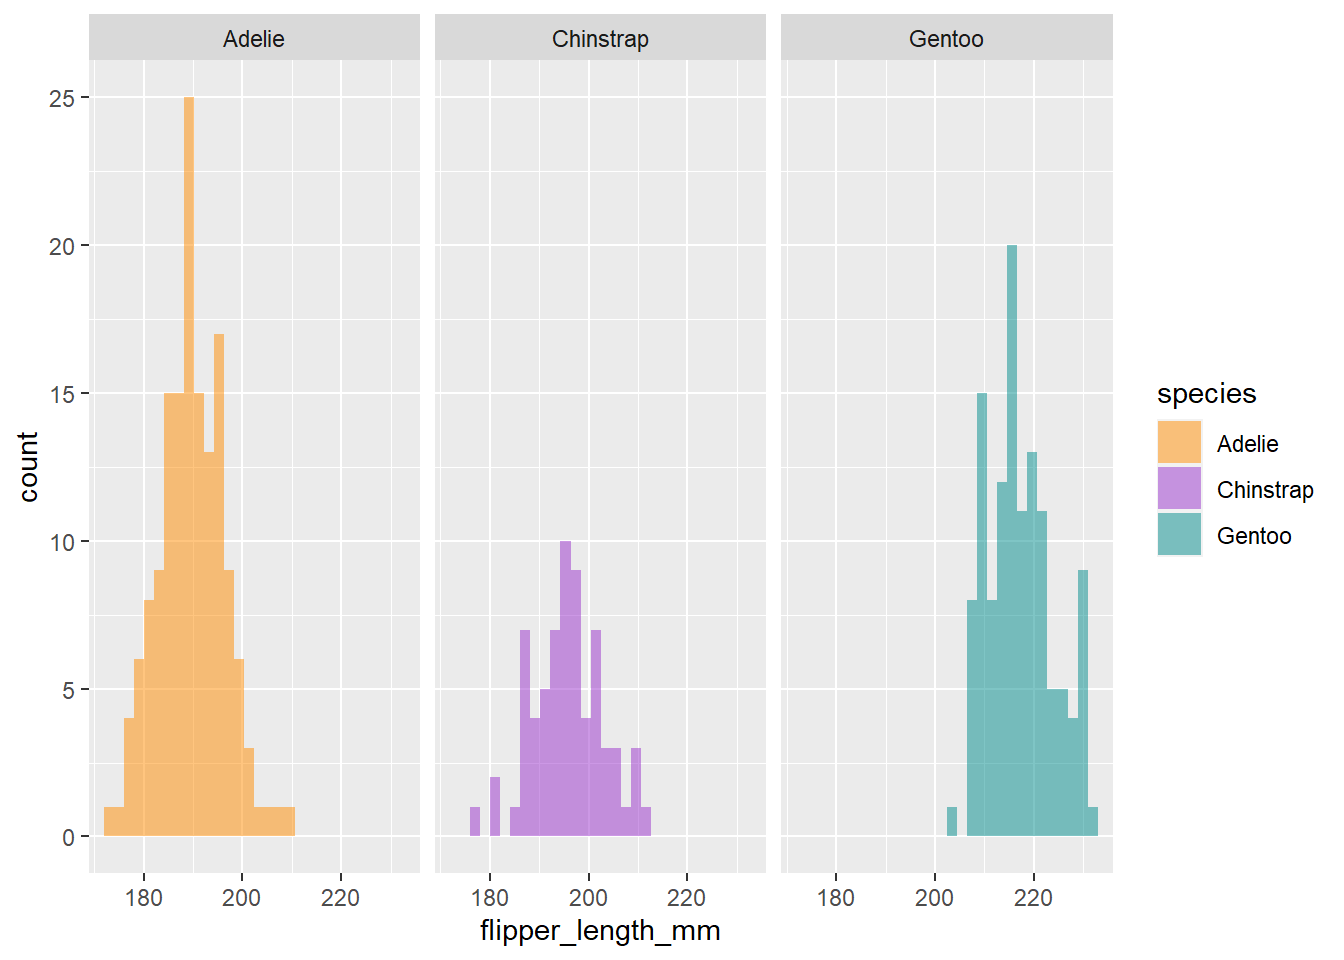 Adelie Chinstrap Gentoo
25
20
15
10
5
0
count
180 200 220 180 200 220 180 200 220
flipper_length_mm
species
Adelie
Chinstrap
Gentoo